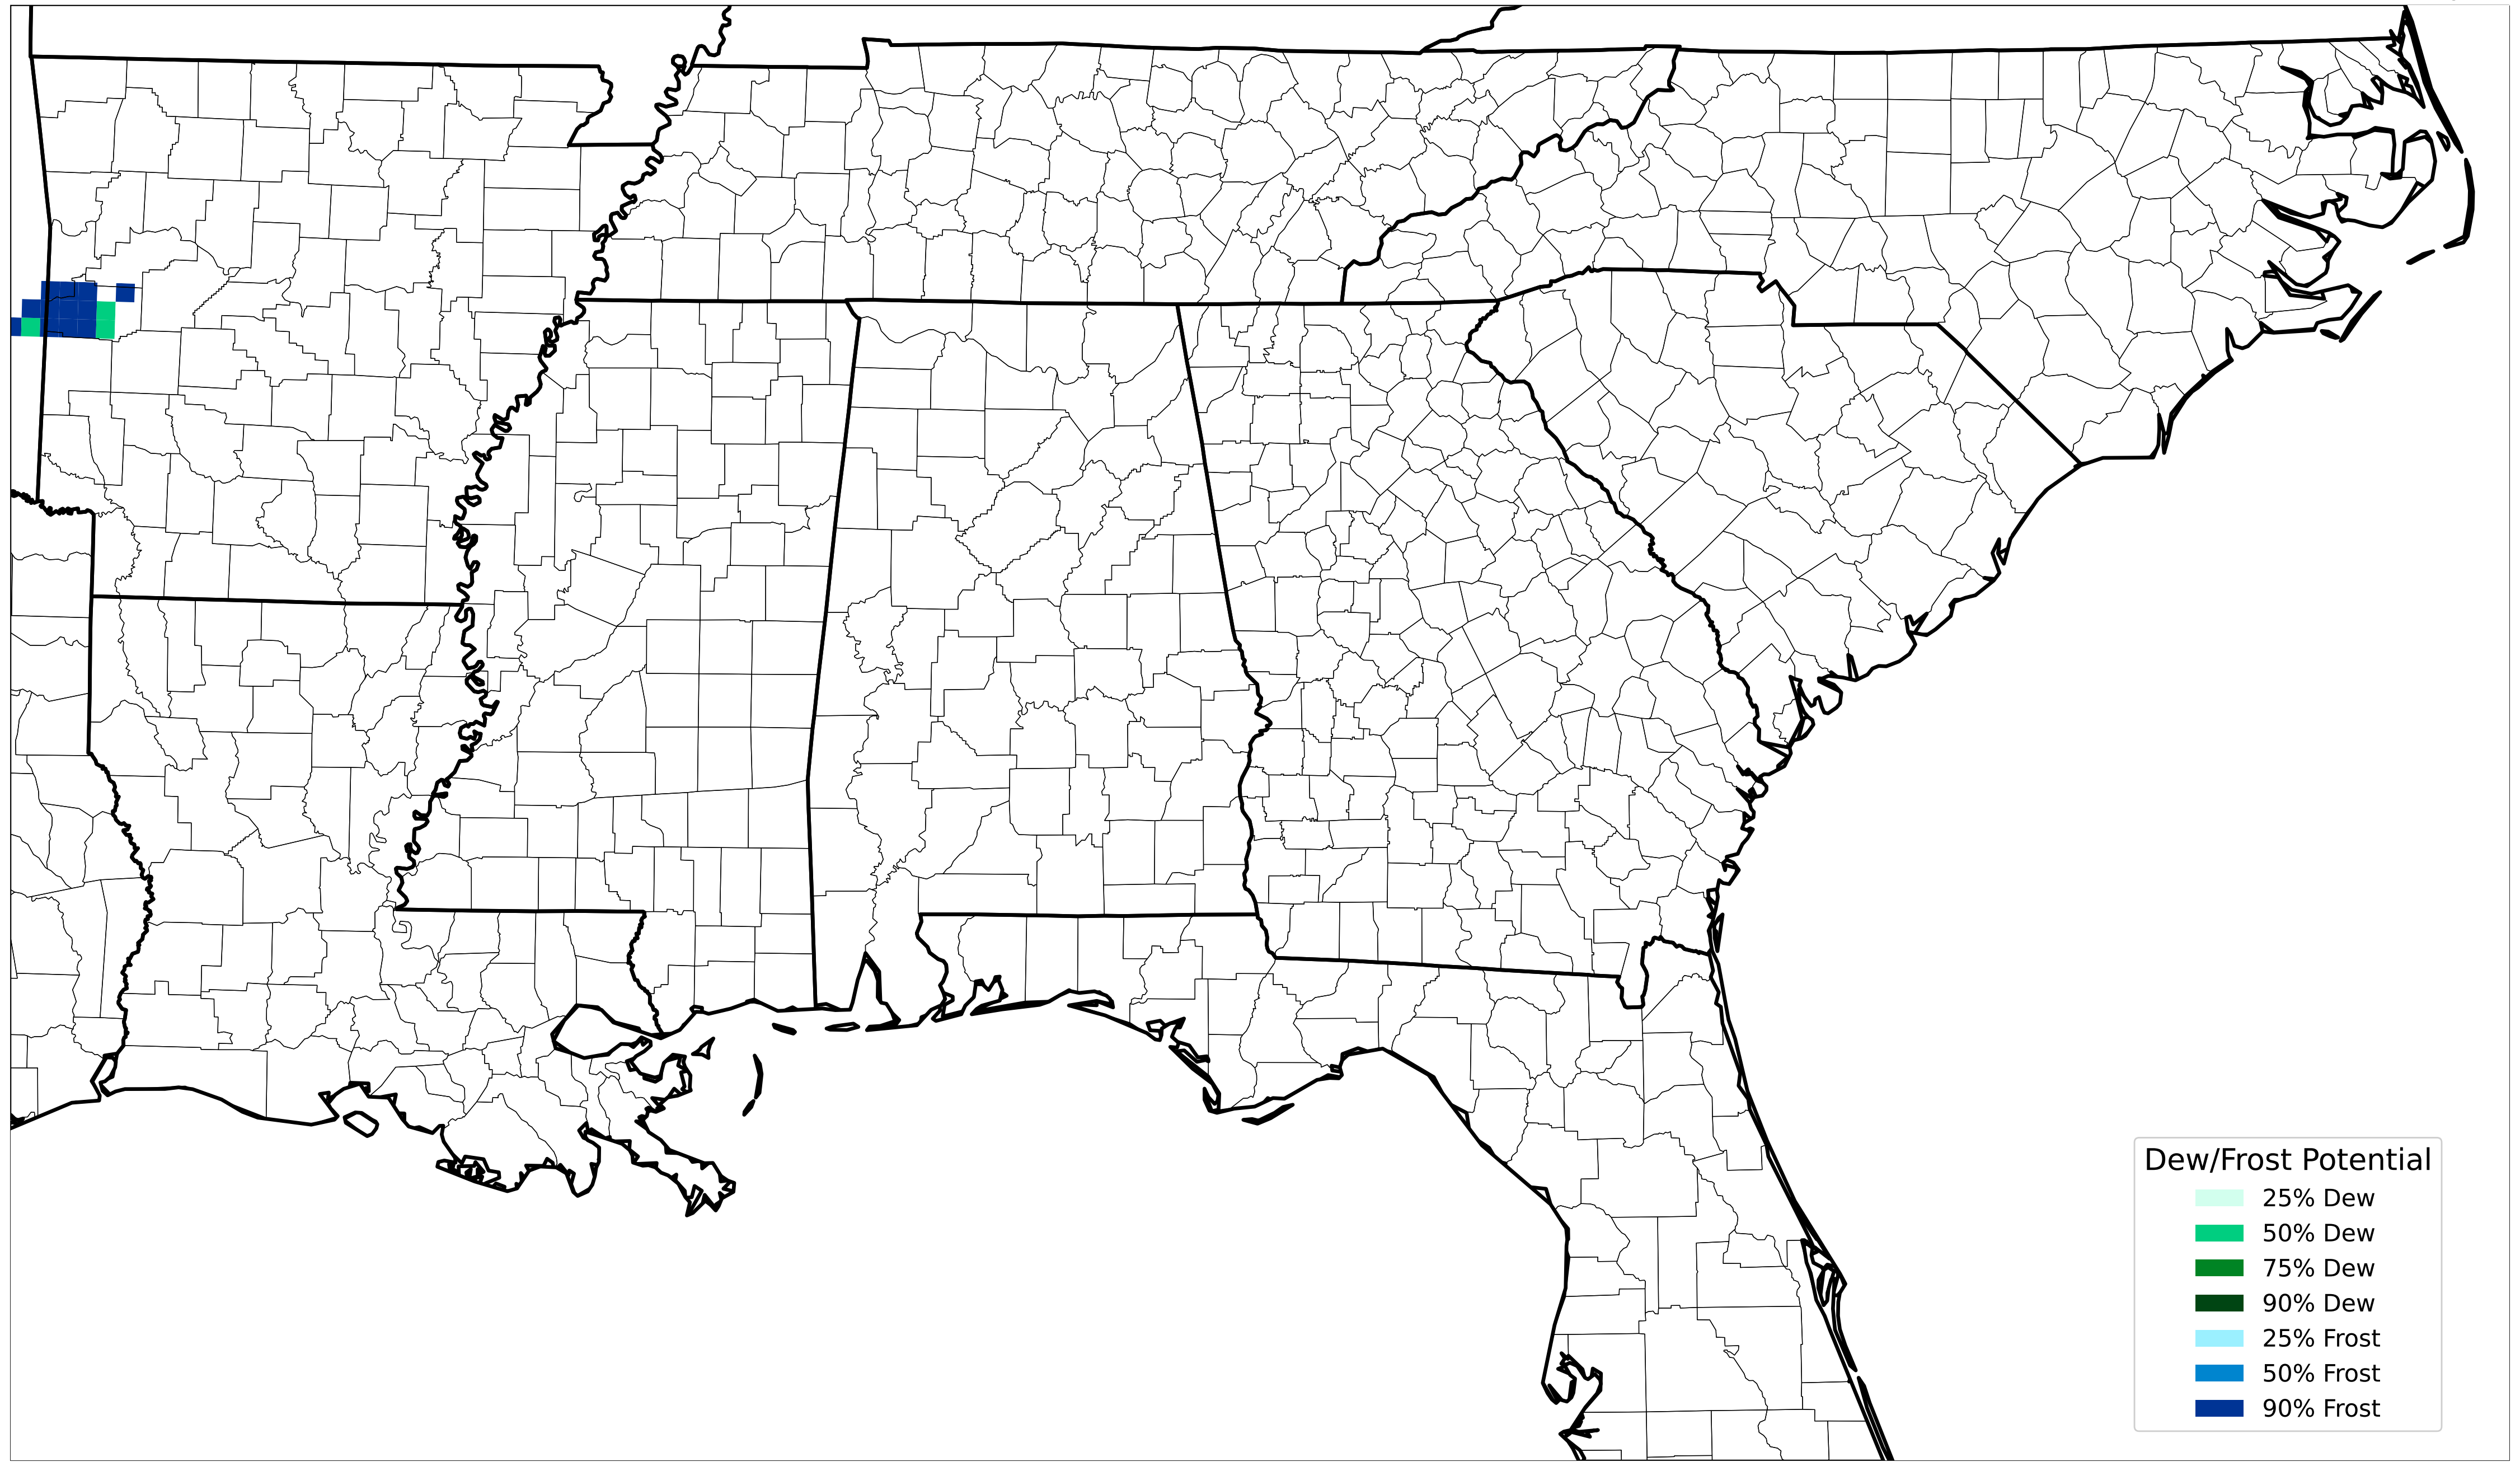 Dew/Frost Potential
25% Dew
50% Dew
75% Dew
90% Dew
25% Frost
50% Frost
90% Frost